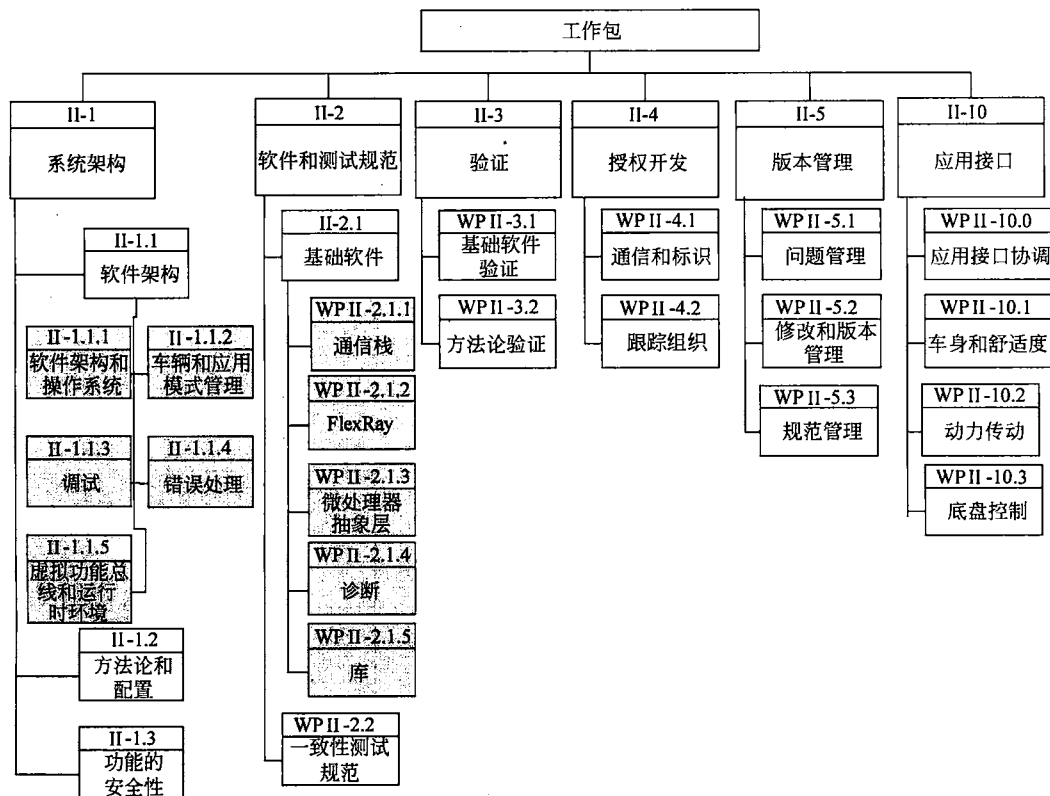 工作包
II-1
系统架构
II-1.1
软件架构
II-1.1.1
软件架构和
操作系统
II-1.1.2
车辆和应用
模式管理
II-1.1.3
调试
II-1.1.4
错误处理
II-1.1.5
虚拟功能总
线和运行
时环境
II-1.2
方法论和
配置
II-1.3
功能的
安全性
II-2
软件和测试规范
II-2.1
基础软件
WP II-2.1.1
通信栈
WP II-2.1.2
FlexRay
WP II-2.1.3
微处理器
抽象层
WP II-2.1.4
诊断
WP II-2.1.5
库
WP II-2.2
一致性测试
规范
II-3
验证
WP II-3.1
基础软件
验证
WP II-3.2
方法论验证
II-4
授权开发
WP II-4.1
通信和标识
WP II-4.2
跟踪组织
II-5
版本管理
WP II-5.1
问题管理
WP II-5.2
修改和版本
管理
WP II-5.3
规范管理
II-10
应用接口
WP II-10.0
应用接口协调
WP II-10.1
车身和舒适度
WP II-10.2
动力传动
WP II-10.3
底盘控制